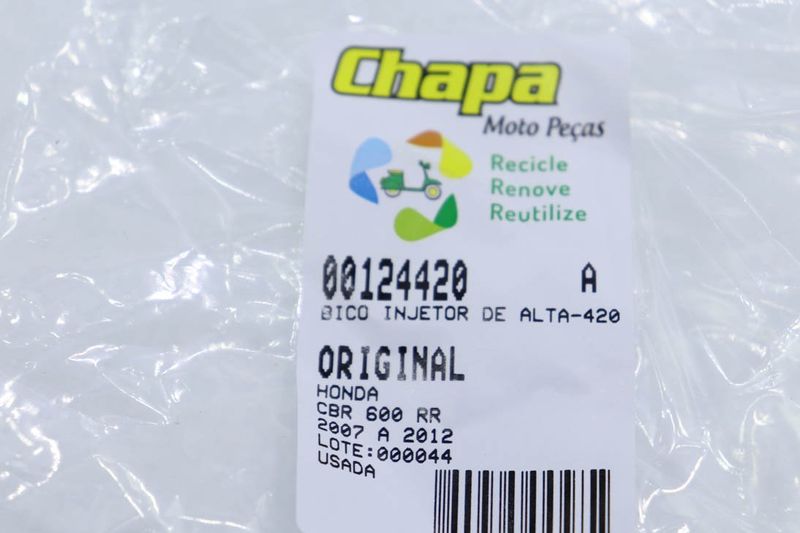 Chapa
Moto Peças
Recicle
Renove
Reutilize
00124420 A
BICO INJETOR DE ALTA-420
ORIGINAL
HONDA
CBR 600 RR
2007 A 2012
LOTE:000044
USADA